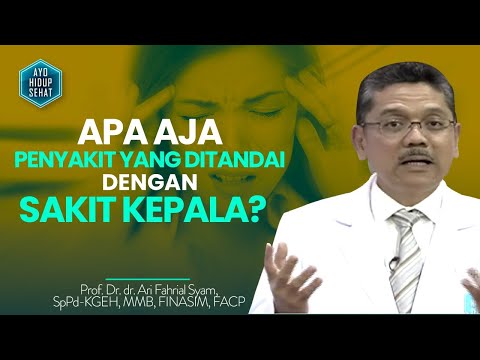 AYO
HIDUP
SEHAT
APA AJA
PENYAKIT YANG DITANDAI
DENGAN
SAKIT KEPALA?
Prof. Dr. dr. Ari Fahrial Syam,
SpPd-KGEH, MMB, FINASIM, FACP